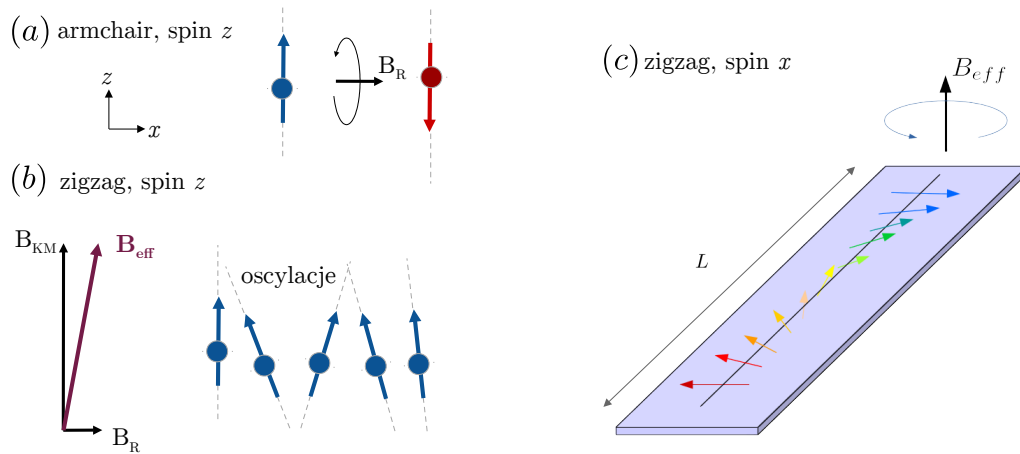 (a) armchair, spin z
B_R
z
x
(b) zigzag, spin z
B_KM
B_eff
B_R
oscylacje
(c) zigzag, spin x
B_eff
L